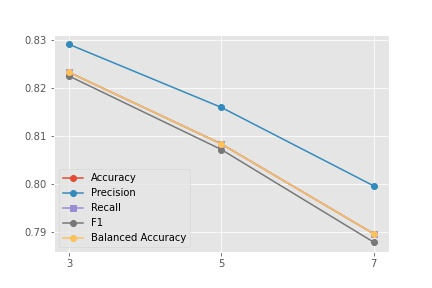 0.83
0.82
0.81
0.80
0.79
Accuracy
Precision
Recall
F1
Balanced Accuracy
3 5 7